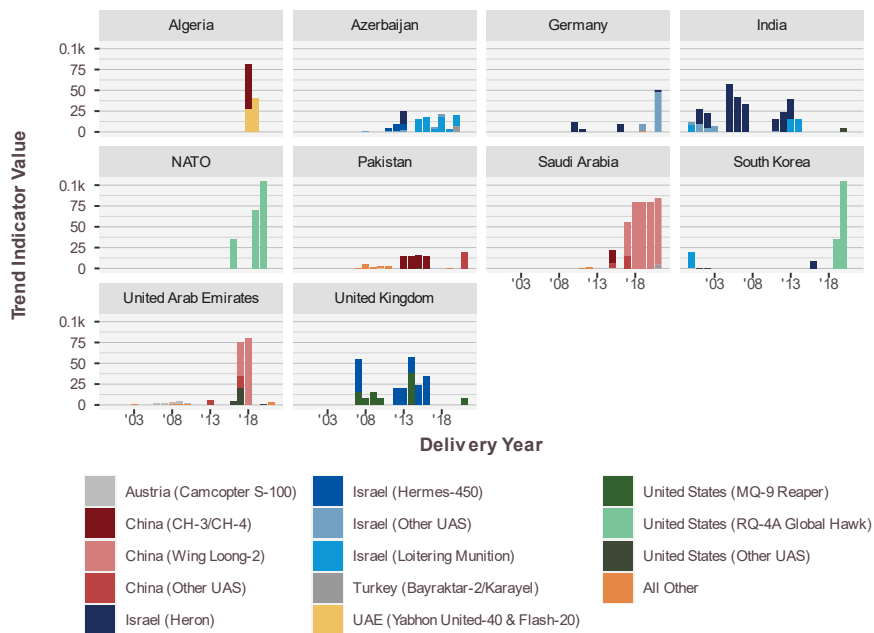 Algeria
Azerbaijan
Germany
India
0.1k
75
50
25
0
NATO
Pakistan
Saudi Arabia
South Korea
0.1k
75
50
25
0
'03 '08 '13 '18
'03 '08 '13 '18
United Arab Emirates
United Kingdom
0.1k
75
50
25
0
'03 '08 '13 '18
'03 '08 '13 '18
Trend Indicator Value
Delivery Year
Austria (Camcopter S-100)
China (CH-3/CH-4)
China (Wing Loong-2)
China (Other UAS)
Israel (Heron)
Israel (Hermes-450)
Israel (Other UAS)
Israel (Loitering Munition)
Turkey (Bayraktar-2/Karayel)
UAE (Yabhon United-40 & Flash-20)
United States (MQ-9 Reaper)
United States (RQ-4A Global Hawk)
United States (Other UAS)
All Other